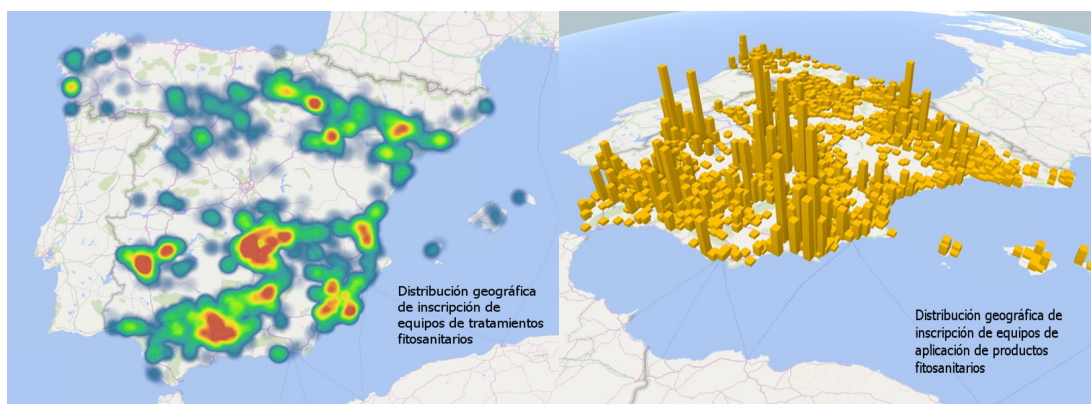 Distribución geográfica
de inscripción de
equipos de tratamientos
fitosanitarios
Distribución geográfica de
inscripción de equipos de
aplicación de productos
fitosanitarios